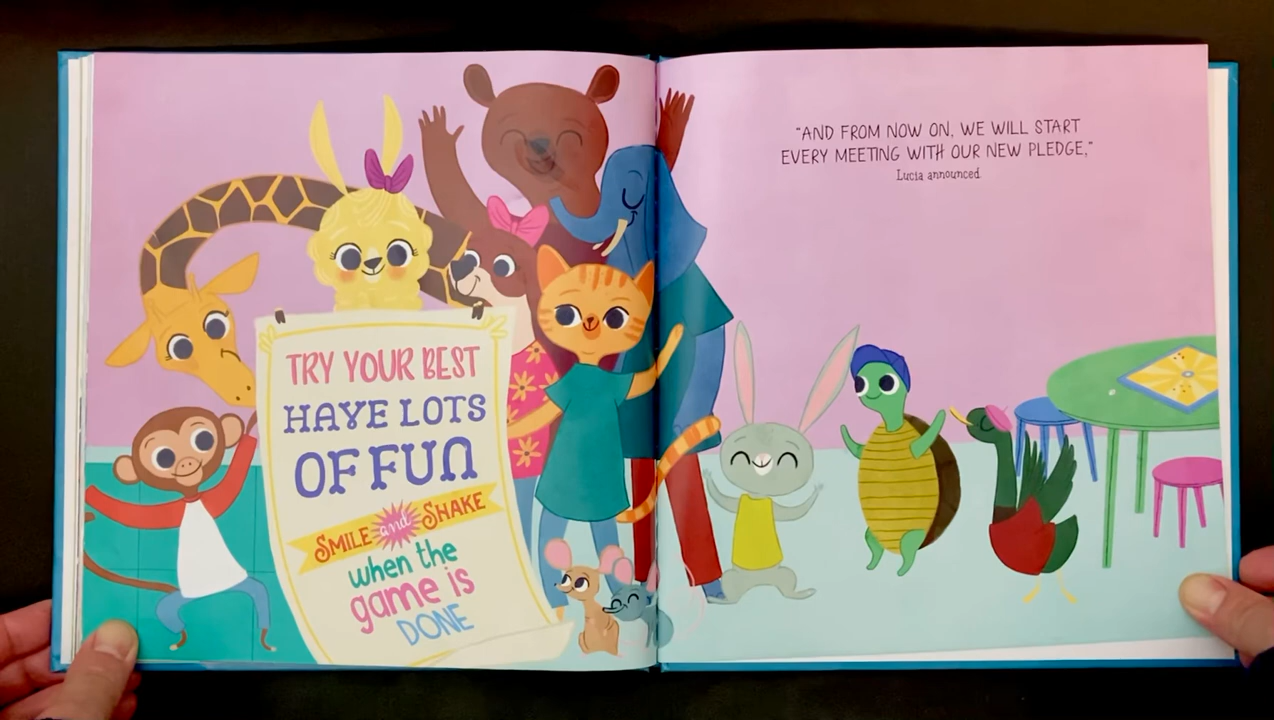 TRY YOUR BEST
HAVE LOTS
OF FUN
SMILE and SHAKE
when the
game is
DONE
"AND FROM NOW ON, WE WILL START
EVERY MEETING WITH OUR NEW PLEDGE,"
Lucia announced.